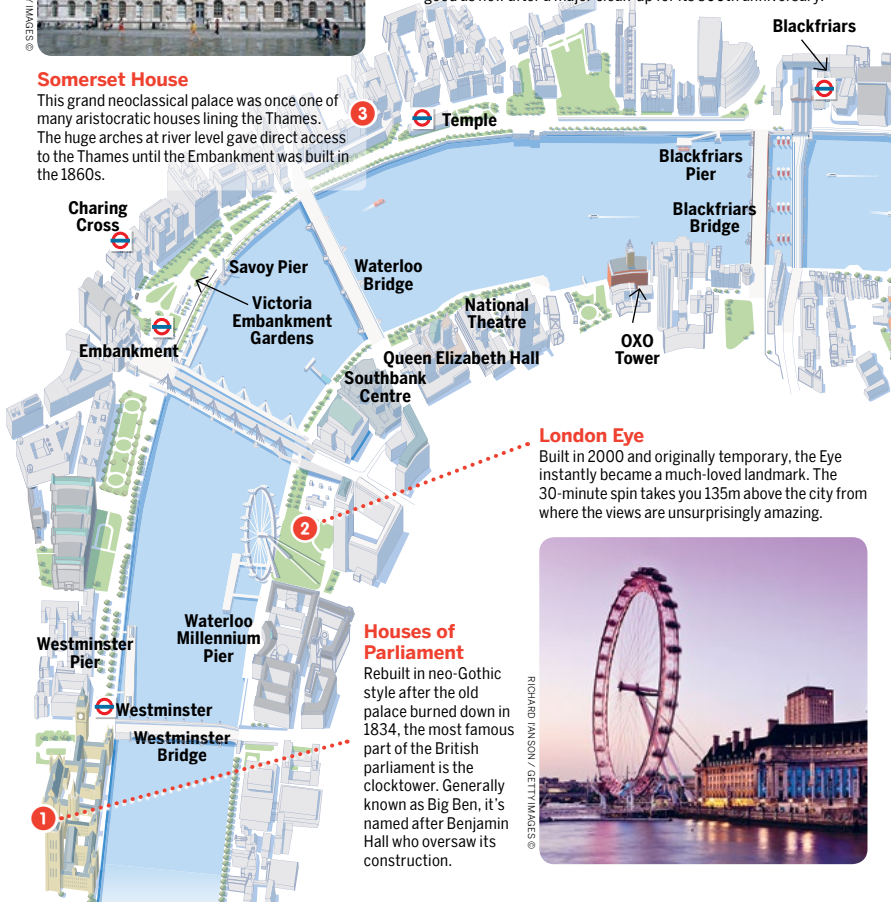 Somerset House
This grand neoclassical palace was once one of
many aristocratic houses lining the Thames.
The huge arches at river level gave direct access
to the Thames until the Embankment was built in
the 1860s.
3
Temple
Blackfriars
Blackfriars
Pier
Blackfriars
Bridge
Charing
Cross
Savoy Pier
Victoria
Embankment
Gardens
Waterloo
Bridge
National
Theatre
OXO
Tower
Embankment
Queen Elizabeth Hall
Southbank
Centre
London Eye
Built in 2000 and originally temporary, the Eye
instantly became a much-loved landmark. The
30-minute spin takes you 135m above the city from
where the views are unsurprisingly amazing.
2
Waterloo
Millennium
Pier
Westminster
Pier
Westminster
Westminster
Bridge
1
Houses of
Parliament
Rebuilt in neo-Gothic
style after the old
palace burned down in
1834, the most famous
part of the British
parliament is the
clocktower. Generally
known as Big Ben, it's
named after Benjamin
Hall who oversaw its
construction.
RICHARD I'ANSON / GETTY IMAGES ©
IMAGES ©